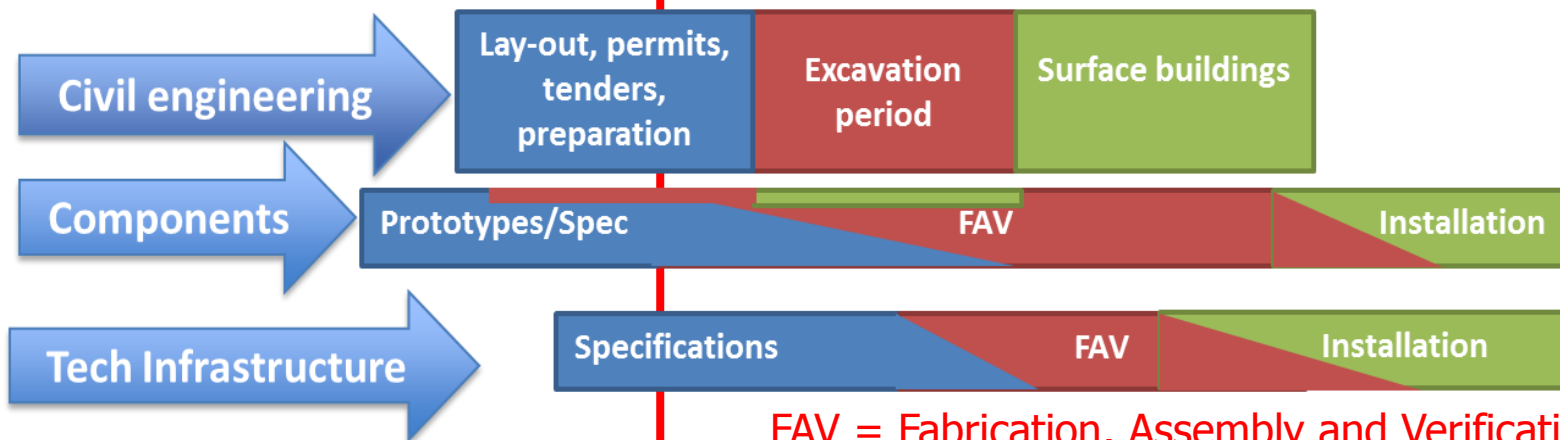 Civil engineering
Lay-out, permits,
tenders,
preparation
Excavation
period
Surface buildings
Components
Prototypes/Spec
FAV
Installation
Tech Infrastructure
Specifications
FAV
Installation
FAV = Fabrication, Assembly and Verificati